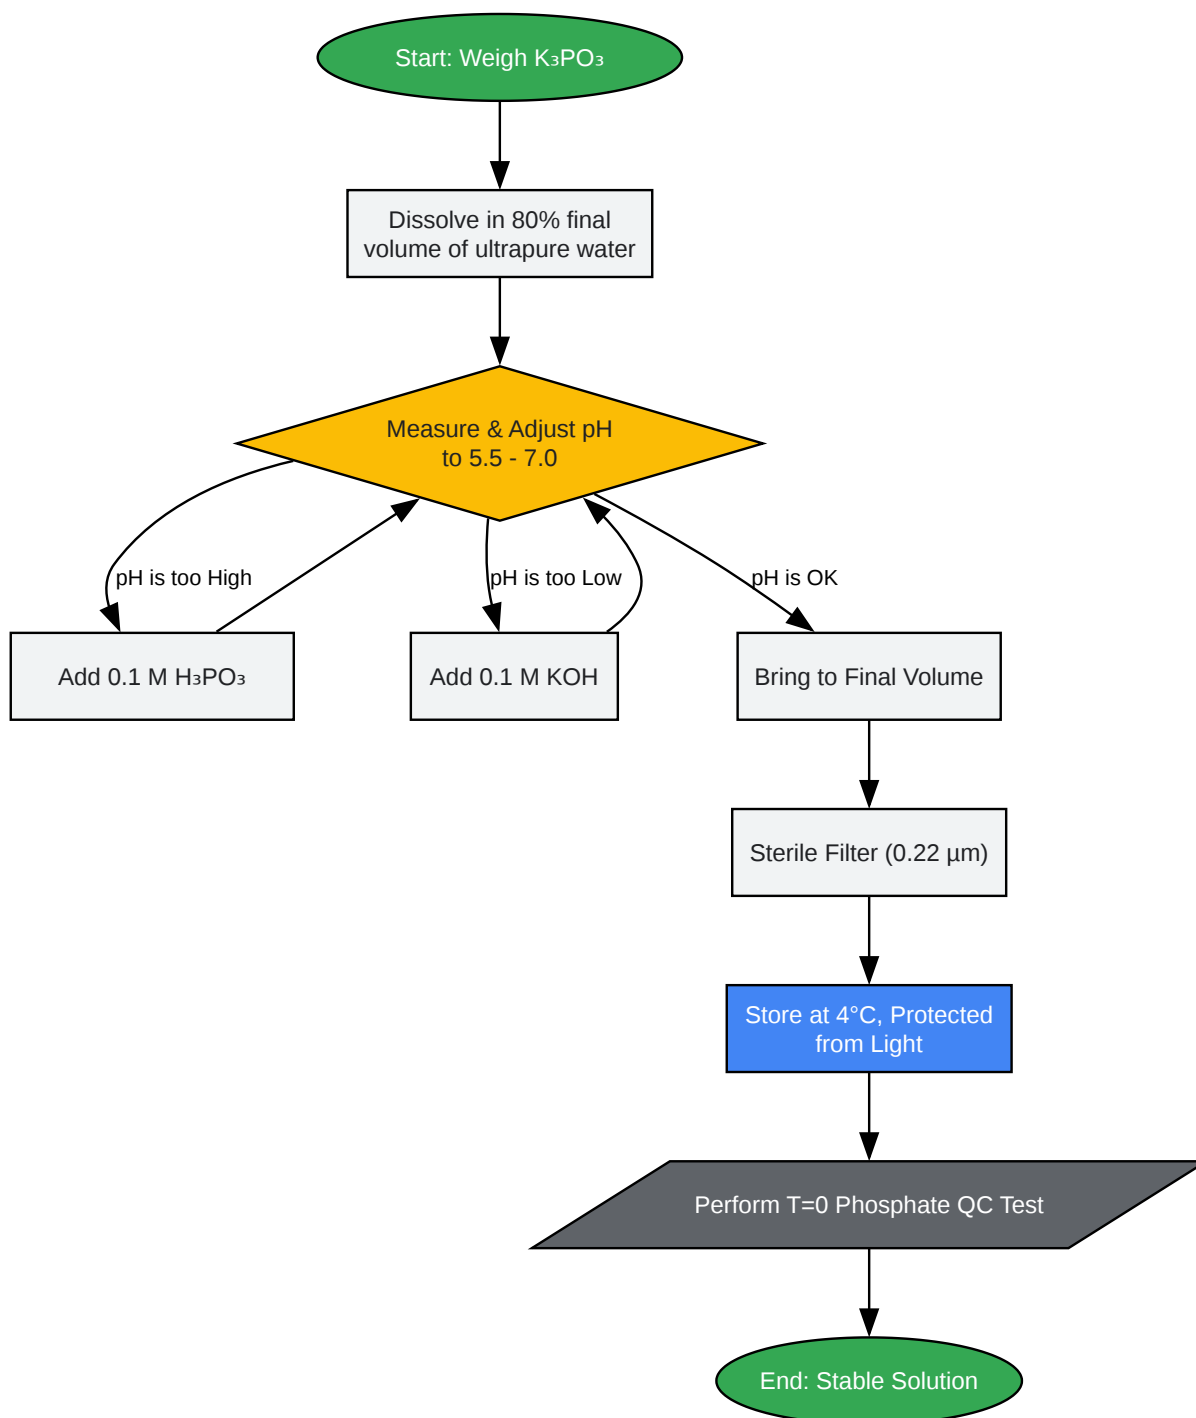 Start: Weigh K₃PO₃
Dissolve in 80% final
volume of ultrapure water
Measure & Adjust pH
to 5.5 - 7.0
pH is too High
pH is too Low
pH is OK
Add 0.1 M H₃PO₃
Add 0.1 M KOH
Bring to Final Volume
Sterile Filter (0.22 µm)
Store at 4°C, Protected
from Light
Perform T=0 Phosphate QC Test
End: Stable Solution